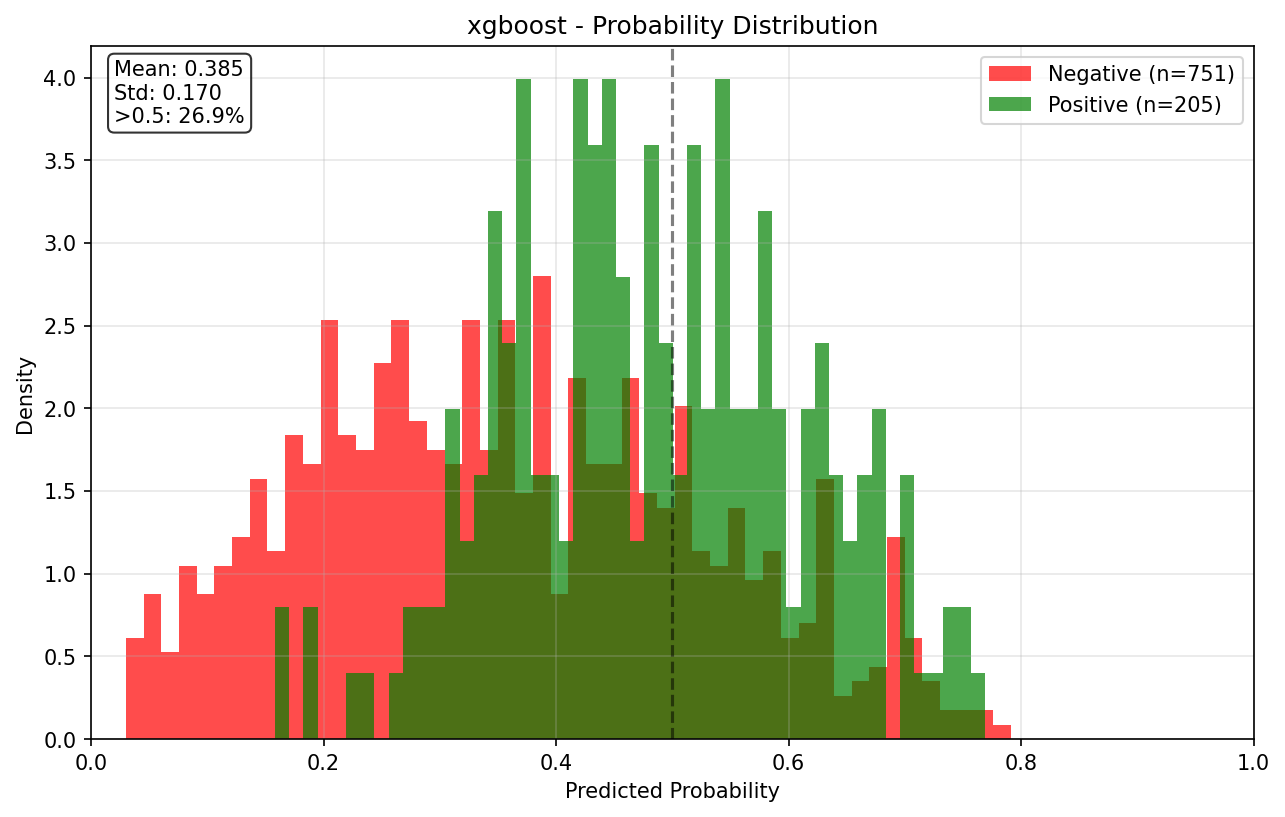 xgboost - Probability Distribution
Mean: 0.385
Std: 0.170
>0.5: 26.9%
Negative (n=751)
Positive (n=205)
Density
4.0
3.5
3.0
2.5
2.0
1.5
1.0
0.5
0.0
0.0 0.2 0.4 0.6 0.8 1.0
Predicted Probability